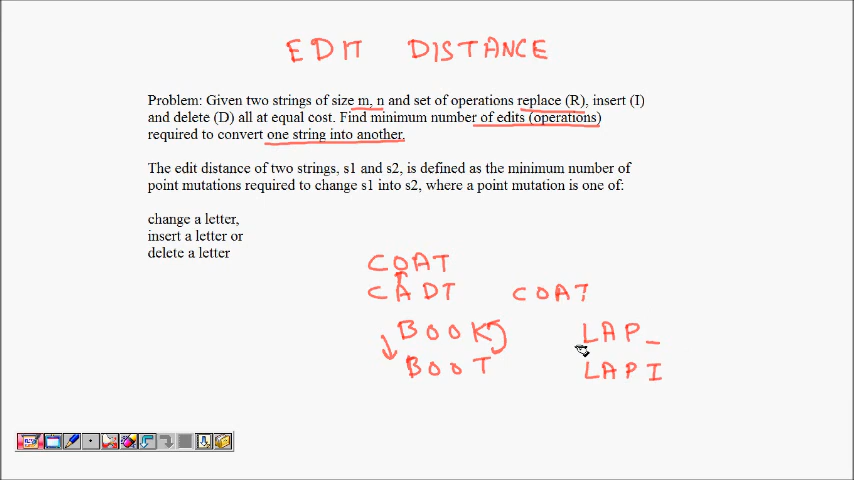 EDIT DISTANCE
Problem: Given two strings of size m, n and set of operations replace (R), insert (I)
and delete (D) all at equal cost. Find minimum number of edits (operations)
required to convert one string into another.
The edit distance of two strings, s1 and s2, is defined as the minimum number of
point mutations required to change s1 into s2, where a point mutation is one of:
change a letter,
insert a letter or
delete a letter
COAT
CADT COAT
BOOK LAP_
BOOT LAPI